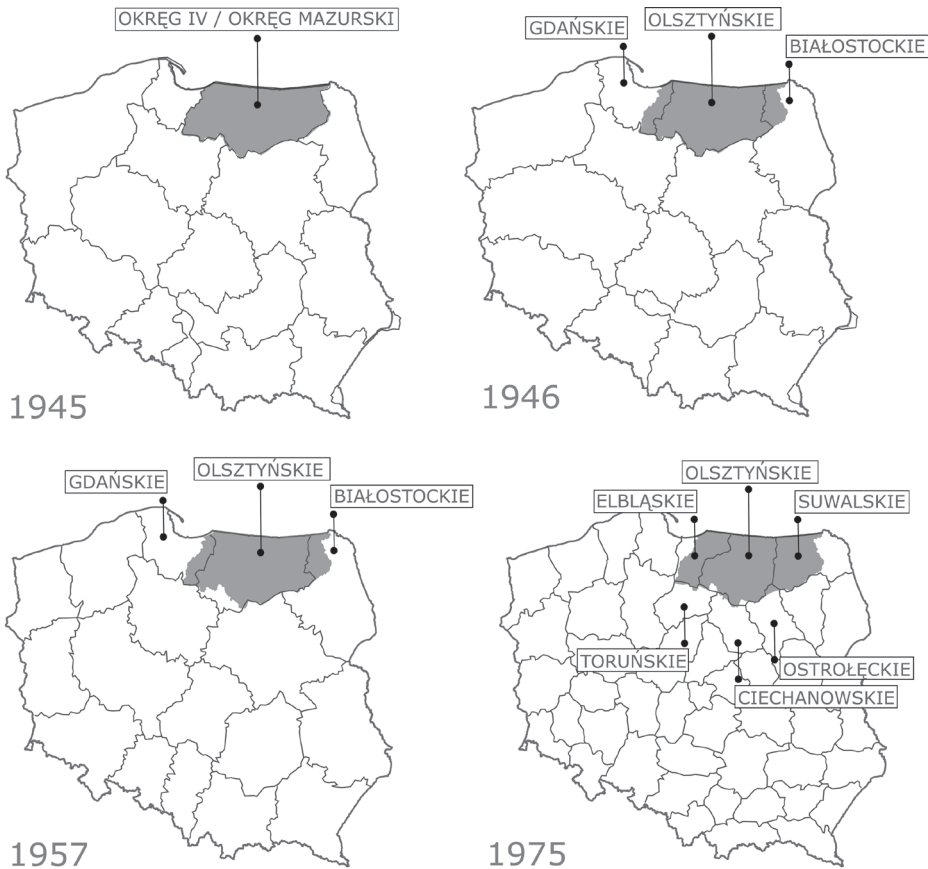 OKRĘG IV / OKRĘG MAZURSKI
1945
GDAŃSKIE
OLSZTYŃSKIE
BIAŁOSTOCKIE
1946
GDAŃSKIE
OLSZTYŃSKIE
BIAŁOSTOCKIE
1957
OLSZTYŃSKIE
ELBLĄSKIE
SUWALSKIE
TORUŃSKIE
OSTROŁĘCKIE
CIECHANOWSKIE
1975